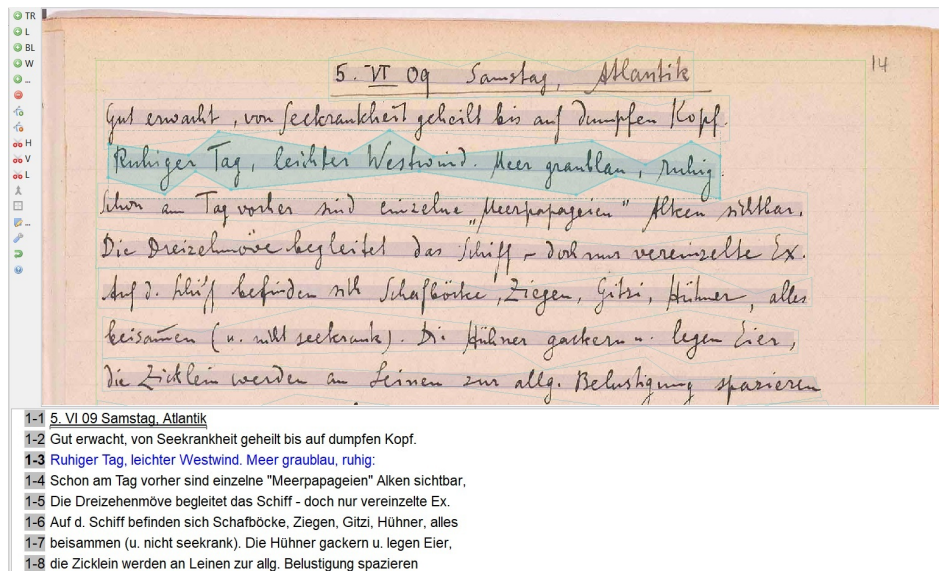 TR
L
BL
W
...
H
V
L
...
14
5. VI 09 Samstag, Atlantik
Gut erwacht, von Seekrankheit geheilt bis auf dumpfen Kopf.
Ruhiger Tag, leichter Westwind. Meer graublau, ruhig
Schon am Tag vorher sind einzelne „Meerpapageien" Alken sichtbar.
Die Dreizehmöve begleitet das Schiff - doch nur vereinzelte Ex.
Auf d. Schiff befinden sich Schafböcke, Ziegen, Gitzi, Hühner, alles
beisam̄en (u. nicht seekrank). Die Hühner gackern u. legen Eier,
die Zicklein werden an Leinen zur allg. Belustigung spazieren
1-1 5. VI 09 Samstag, Atlantik
1-2 Gut erwacht, von Seekrankheit geheilt bis auf dumpfen Kopf.
1-3 Ruhiger Tag, leichter Westwind. Meer graublau, ruhig:
1-4 Schon am Tag vorher sind einzelne "Meerpapageien" Alken sichtbar,
1-5 Die Dreizehenmöve begleitet das Schiff - doch nur vereinzelte Ex.
1-6 Auf d. Schiff befinden sich Schafböcke, Ziegen, Gitzi, Hühner, alles
1-7 beisammen (u. nicht seekrank). Die Hühner gackern u. legen Eier,
1-8 die Zicklein werden an Leinen zur allg. Belustigung spazieren